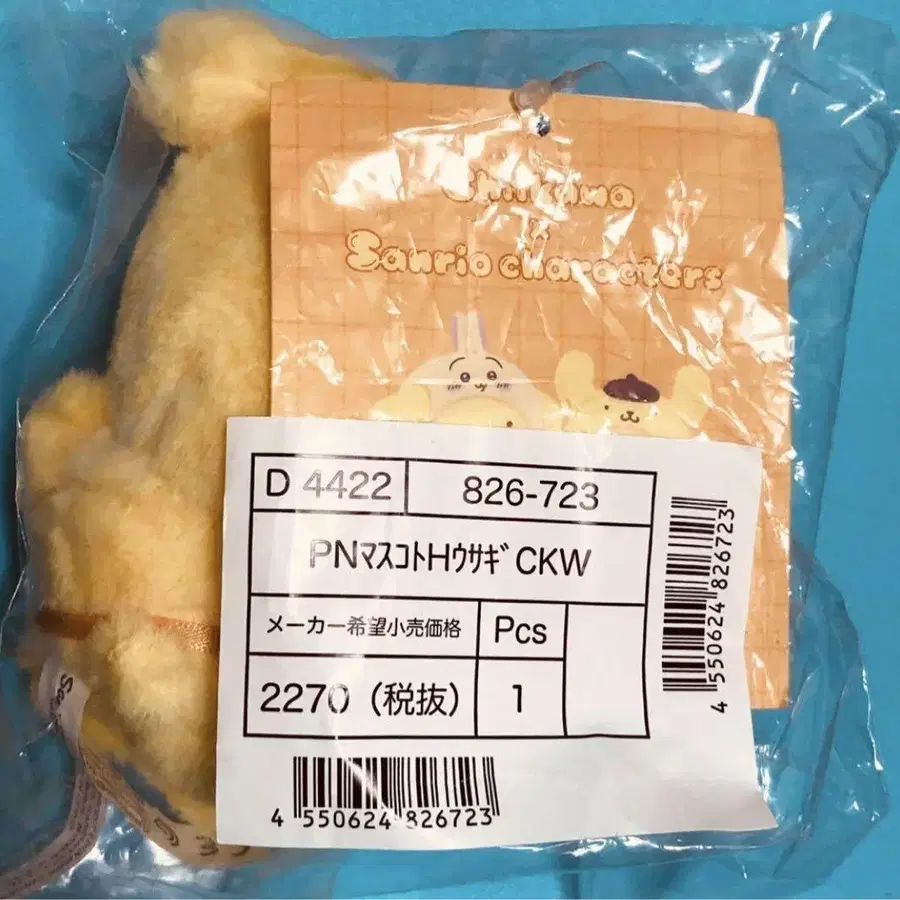 Chiikawa
×
Sanrio characters
D 4422
826-723
PNﾏｽｺﾄHｳｻｷﾞ CKW
メーカー希望小売価格
Pcs
2270 (税抜)
1
4 550624 826723
4 550624 826723